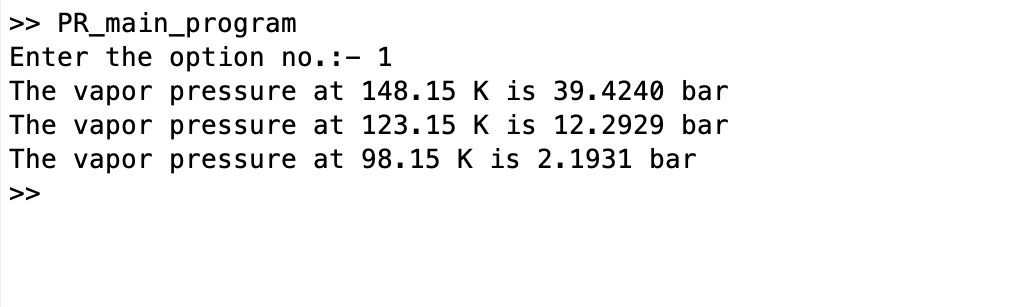 >> PR_main_program
Enter the option no.:- 1
The vapor pressure at 148.15 K is 39.4240 bar
The vapor pressure at 123.15 K is 12.2929 bar
The vapor pressure at 98.15 K is 2.1931 bar
>>